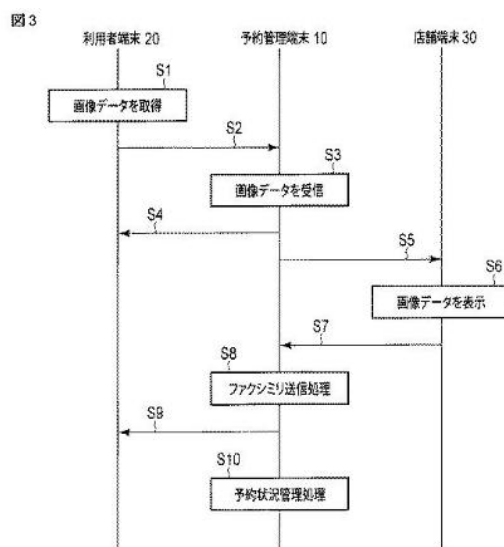 図3
利用者端末 20
予約管理端末 10
店舗端末 30
S1
画像データを取得
S2
S3
画像データを受信
S4
S5
S6
画像データを表示
S7
S8
ファクシミリ送信処理
S9
S10
予約状況管理処理